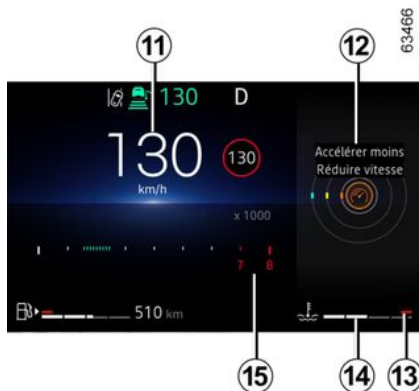 11
12
63466
130
D
130
130
km/h
Accélérer moins
Réduire vitesse
x 1000
7
8
510 km
15
14
13